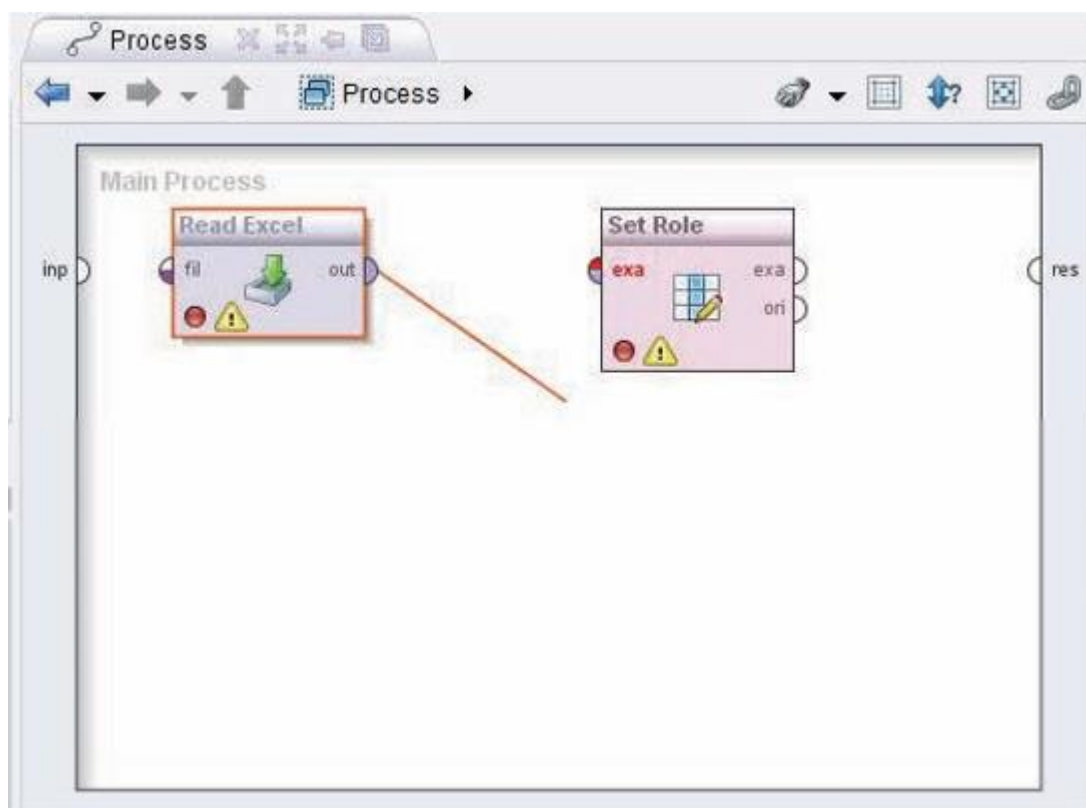 Process
Process
Main Process
Read Excel
Set Role
inp
fil
out
exa
exa
res
ori